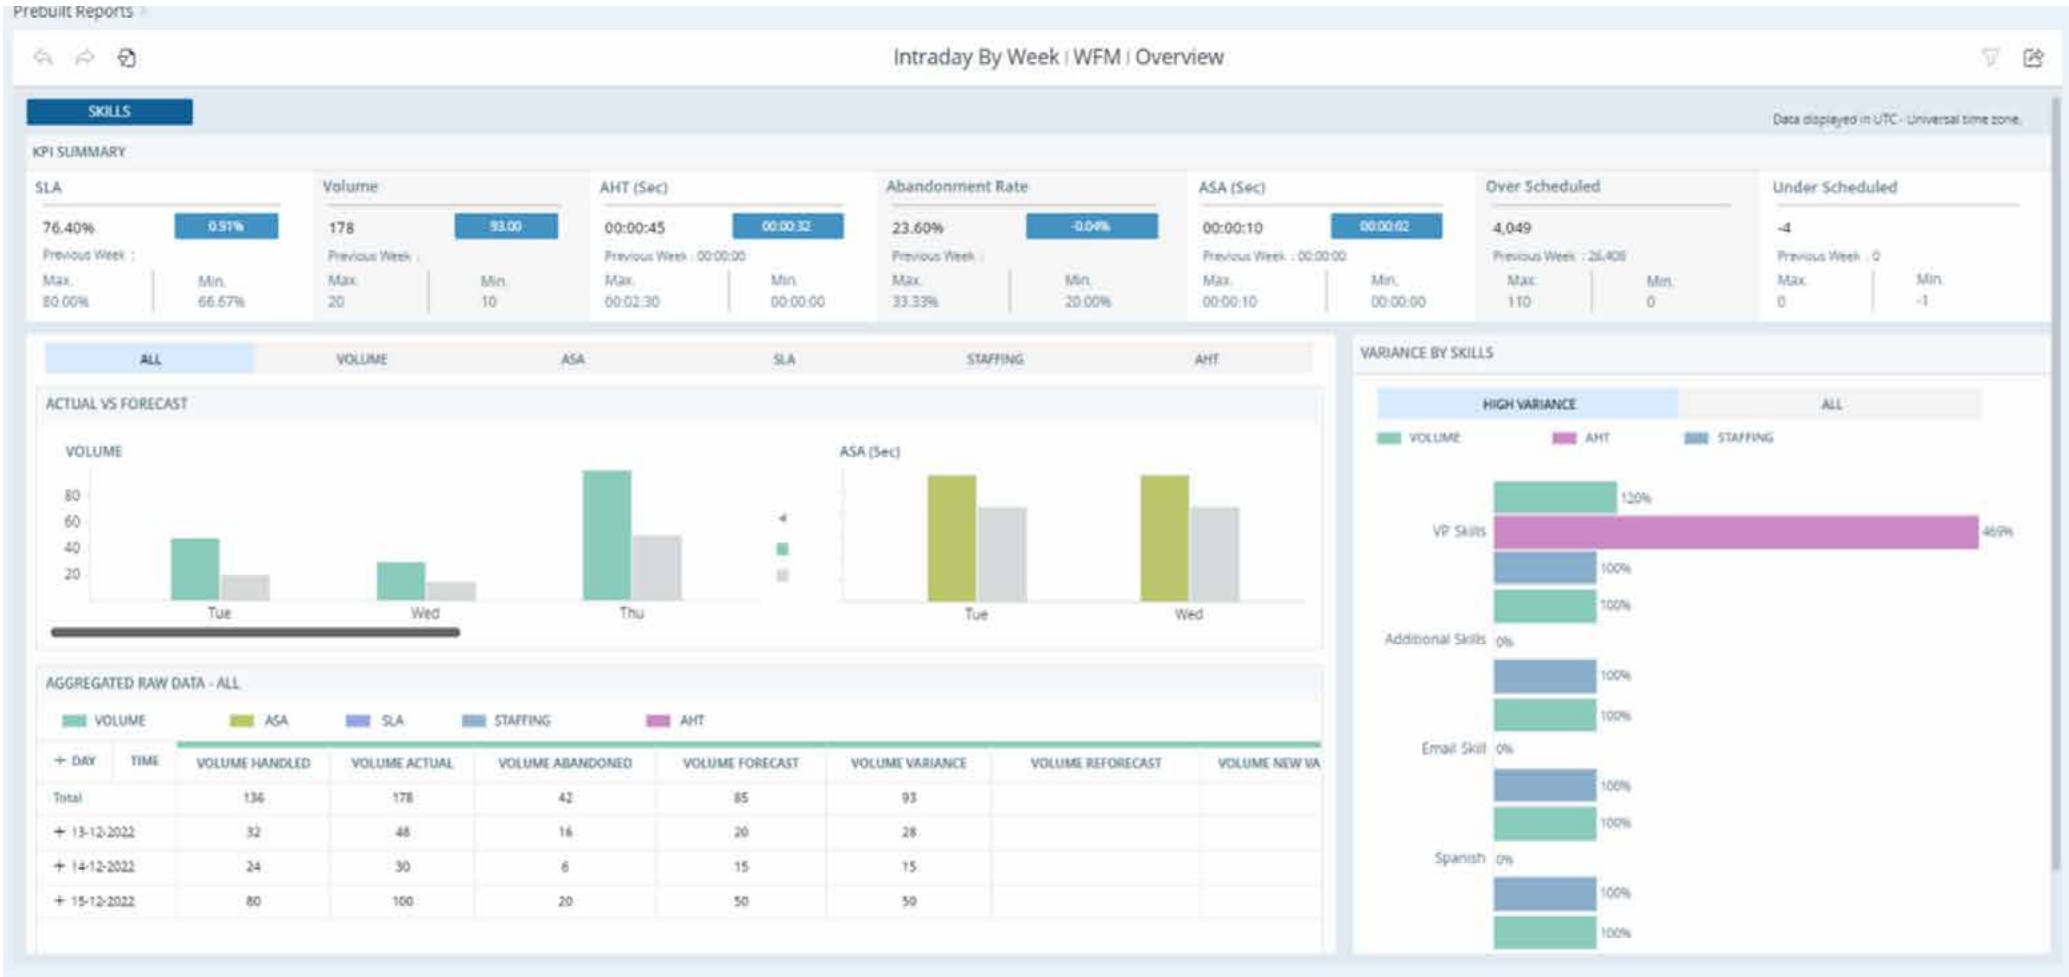 Prebuilt Reports
Intraday By Week | WFM | Overview
SKILLS
Data displayed in UTC - Universal time zone.
KPI SUMMARY
SLA Volume AHT (Sec) Abandonment Rate ASA (Sec) Over Scheduled Under Scheduled
76.40% 0.51% 178 93.00 00:00:45 00:00:32 23.60% -0.04% 00:00:10 00:00:02 4,049 -4
Previous Week : Previous Week : Previous Week : 00:00:00 Previous Week : Previous Week : 00:00:00 Previous Week : 26,408 Previous Week : 0
Max. Min. Max. Min. Max. Min. Max. Min. Max. Min. Max. Min. Max. Min.
80.00% 66.67% 20 10 00:02:30 00:00:00 33.33% 20.00% 00:00:10 00:00:00 110 0 0 -1
ALL VOLUME ASA SLA STAFFING AHT
ACTUAL VS FORECAST
VOLUME
80
60
40
20
Tue Wed Thu
ASA (Sec)
Tue Wed
AGGREGATED RAW DATA - ALL
VOLUME ASA SLA STAFFING AHT
+ DAY TIME VOLUME HANDLED VOLUME ACTUAL VOLUME ABANDONED VOLUME FORECAST VOLUME VARIANCE VOLUME REFORECAST VOLUME NEW VA
Total 136 178 42 85 93
+ 13-12-2022 32 48 16 20 28
+ 14-12-2022 24 30 6 15 15
+ 15-12-2022 80 100 20 50 50
VARIANCE BY SKILLS
HIGH VARIANCE ALL
VOLUME AHT STAFFING
120%
VP Skills 469%
100%
100%
Additional Skills 0%
100%
100%
Email Skill 0%
100%
100%
Spanish 0%
100%
100%